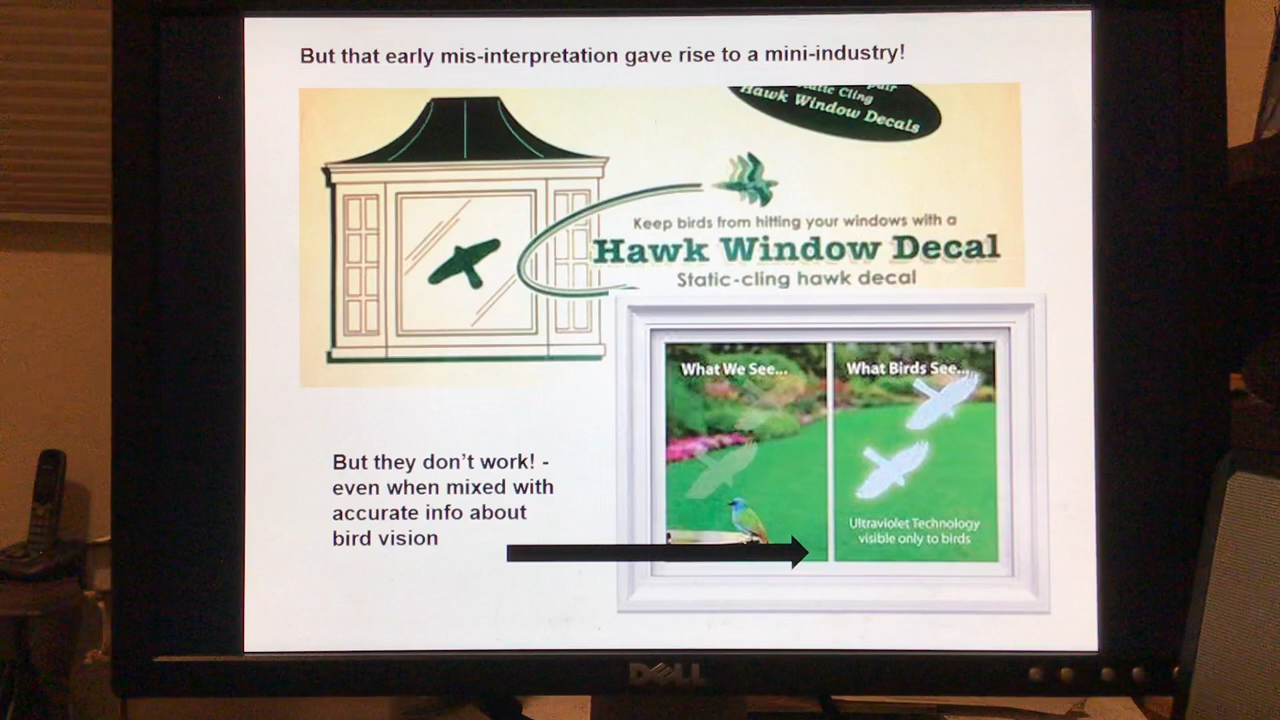 But that early mis-interpretation gave rise to a mini-industry!
Static Cling
Hawk Window Decals
Keep birds from hitting your windows with a
Hawk Window Decal
Static-cling hawk decal
What We See...
What Birds See...
Ultraviolet Technology
visible only to birds
But they don't work! -
even when mixed with
accurate info about
bird vision
DELL